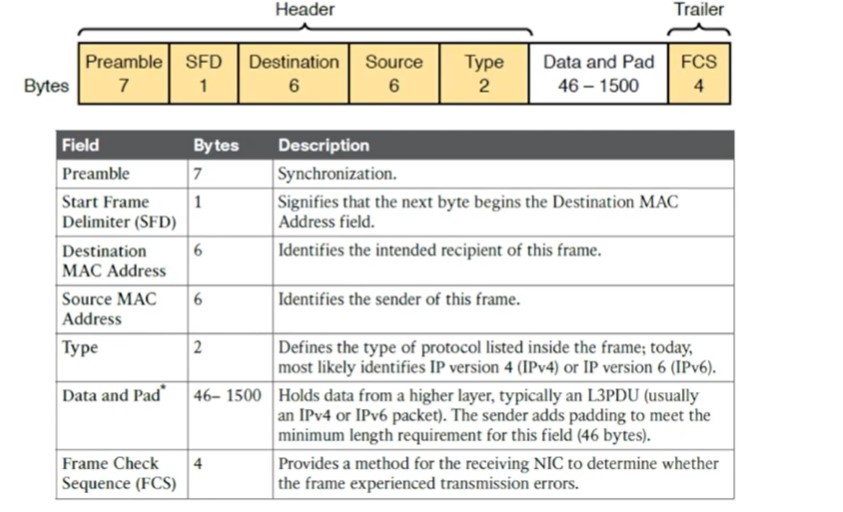 Header Trailer
Preamble SFD Destination Source Type Data and Pad FCS
Bytes 7 1 6 6 2 46 – 1500 4
Field Bytes Description
Preamble 7 Synchronization.
Start Frame 1 Signifies that the next byte begins the Destination MAC
Delimiter (SFD) Address field.
Destination 6 Identifies the intended recipient of this frame.
MAC Address
Source MAC 6 Identifies the sender of this frame.
Address
Type 2 Defines the type of protocol listed inside the frame; today,
most likely identifies IP version 4 (IPv4) or IP version 6 (IPv6).
Data and Pad* 46– 1500 Holds data from a higher layer, typically an L3PDU (usually
an IPv4 or IPv6 packet). The sender adds padding to meet the
minimum length requirement for this field (46 bytes).
Frame Check 4 Provides a method for the receiving NIC to determine whether
Sequence (FCS) the frame experienced transmission errors.